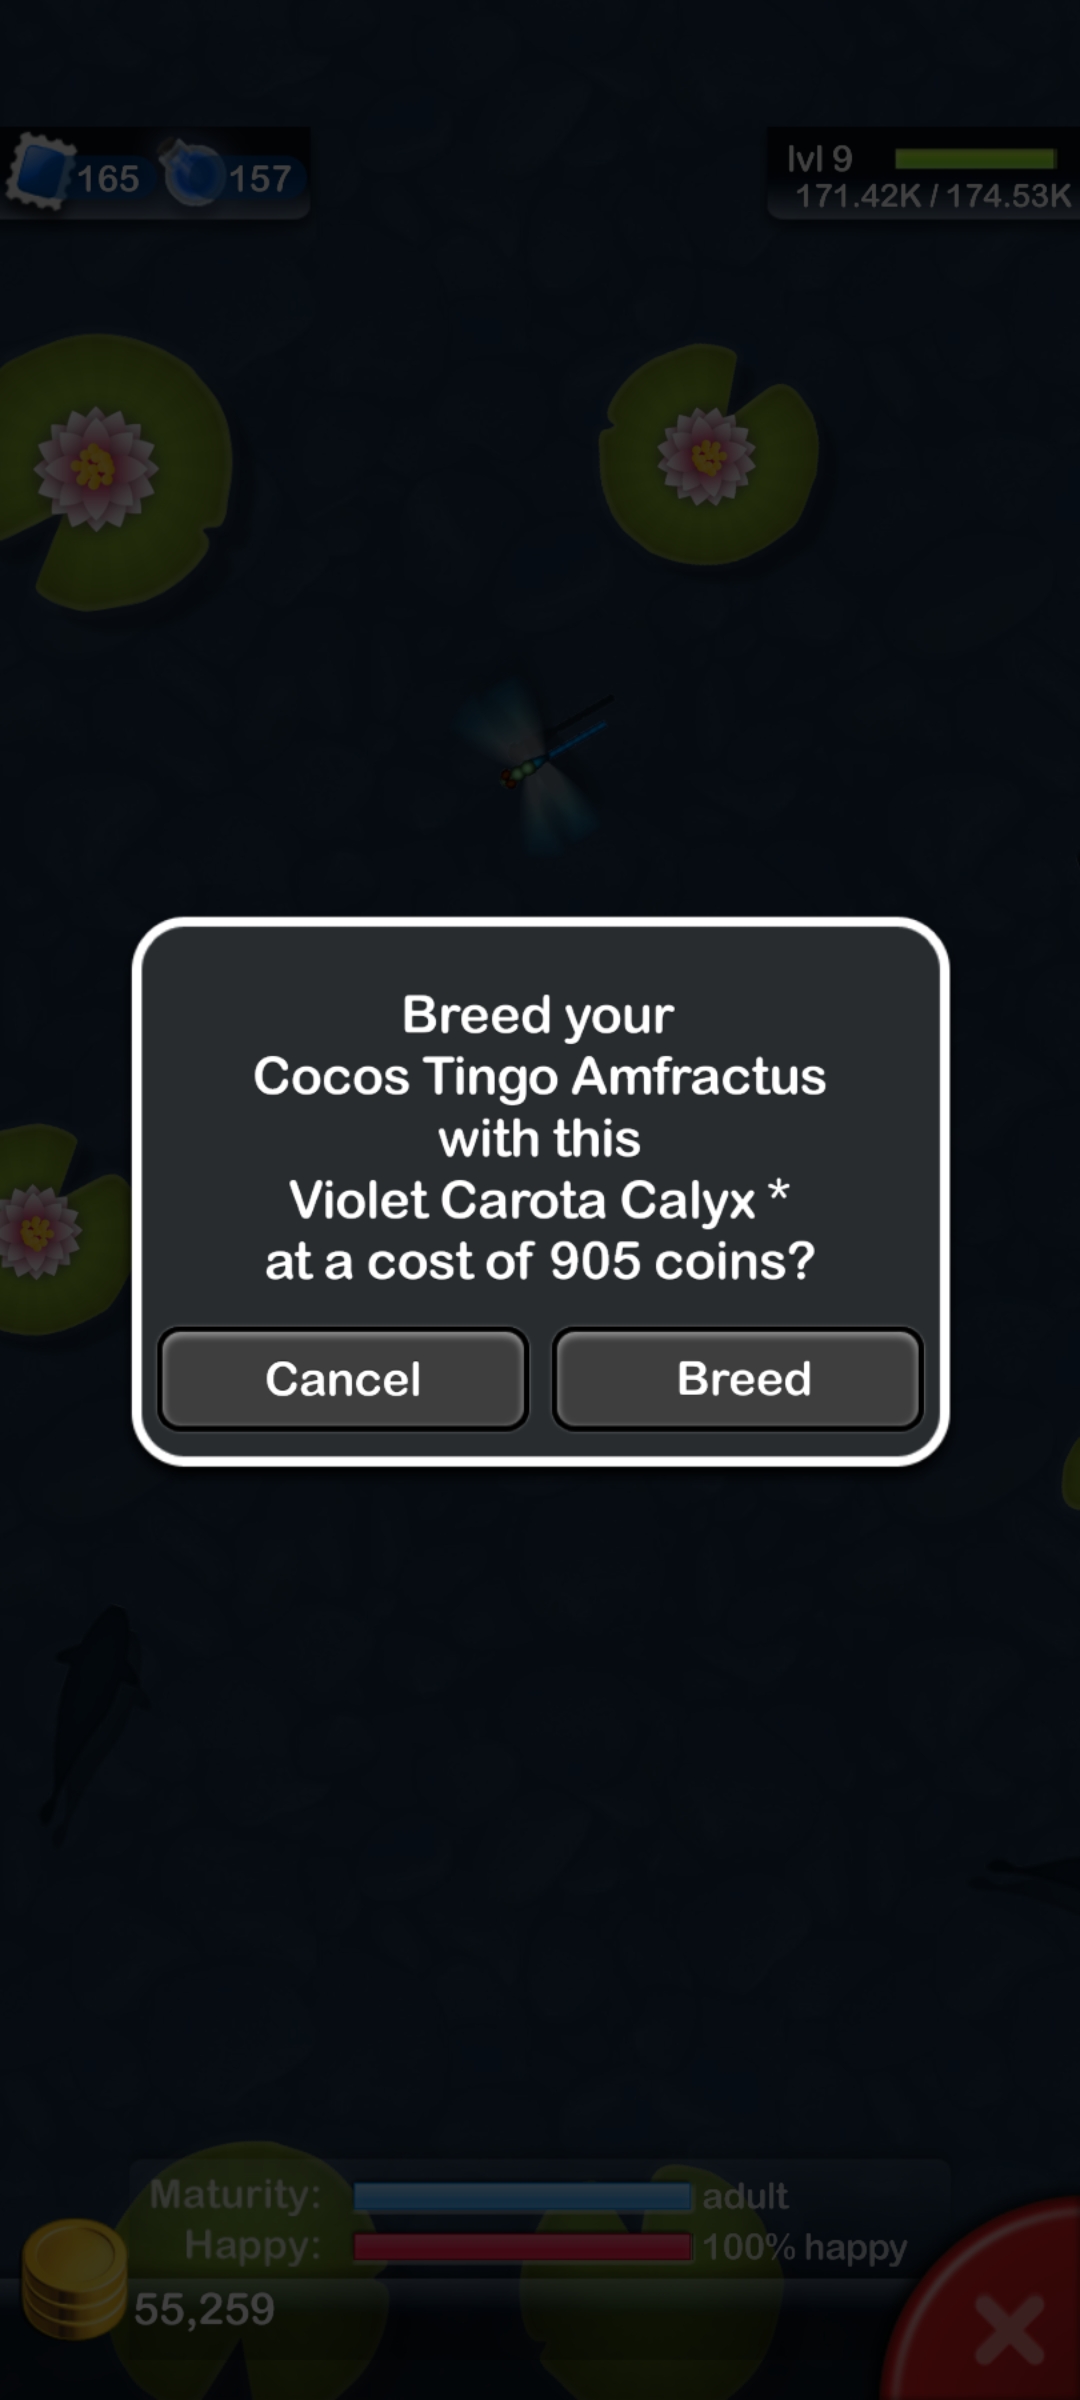 165 157
lvl 9
171.42K / 174.53K
Breed your
Cocos Tingo Amfractus
with this
Violet Carota Calyx *
at a cost of 905 coins?
Cancel Breed
Maturity: adult
Happy: 100% happy
55,259